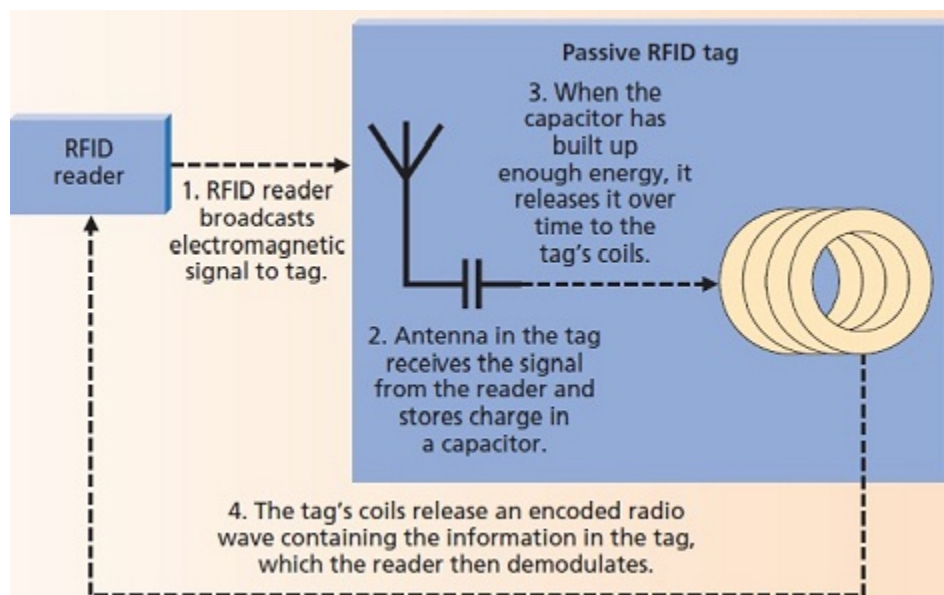 Passive RFID tag
RFID
reader
1. RFID reader
broadcasts
electromagnetic
signal to tag.
3. When the
capacitor has
built up
enough energy, it
releases it over
time to the
tag's coils.
2. Antenna in the tag
receives the signal
from the reader and
stores charge in
a capacitor.
4. The tag's coils release an encoded radio
wave containing the information in the tag,
which the reader then demodulates.